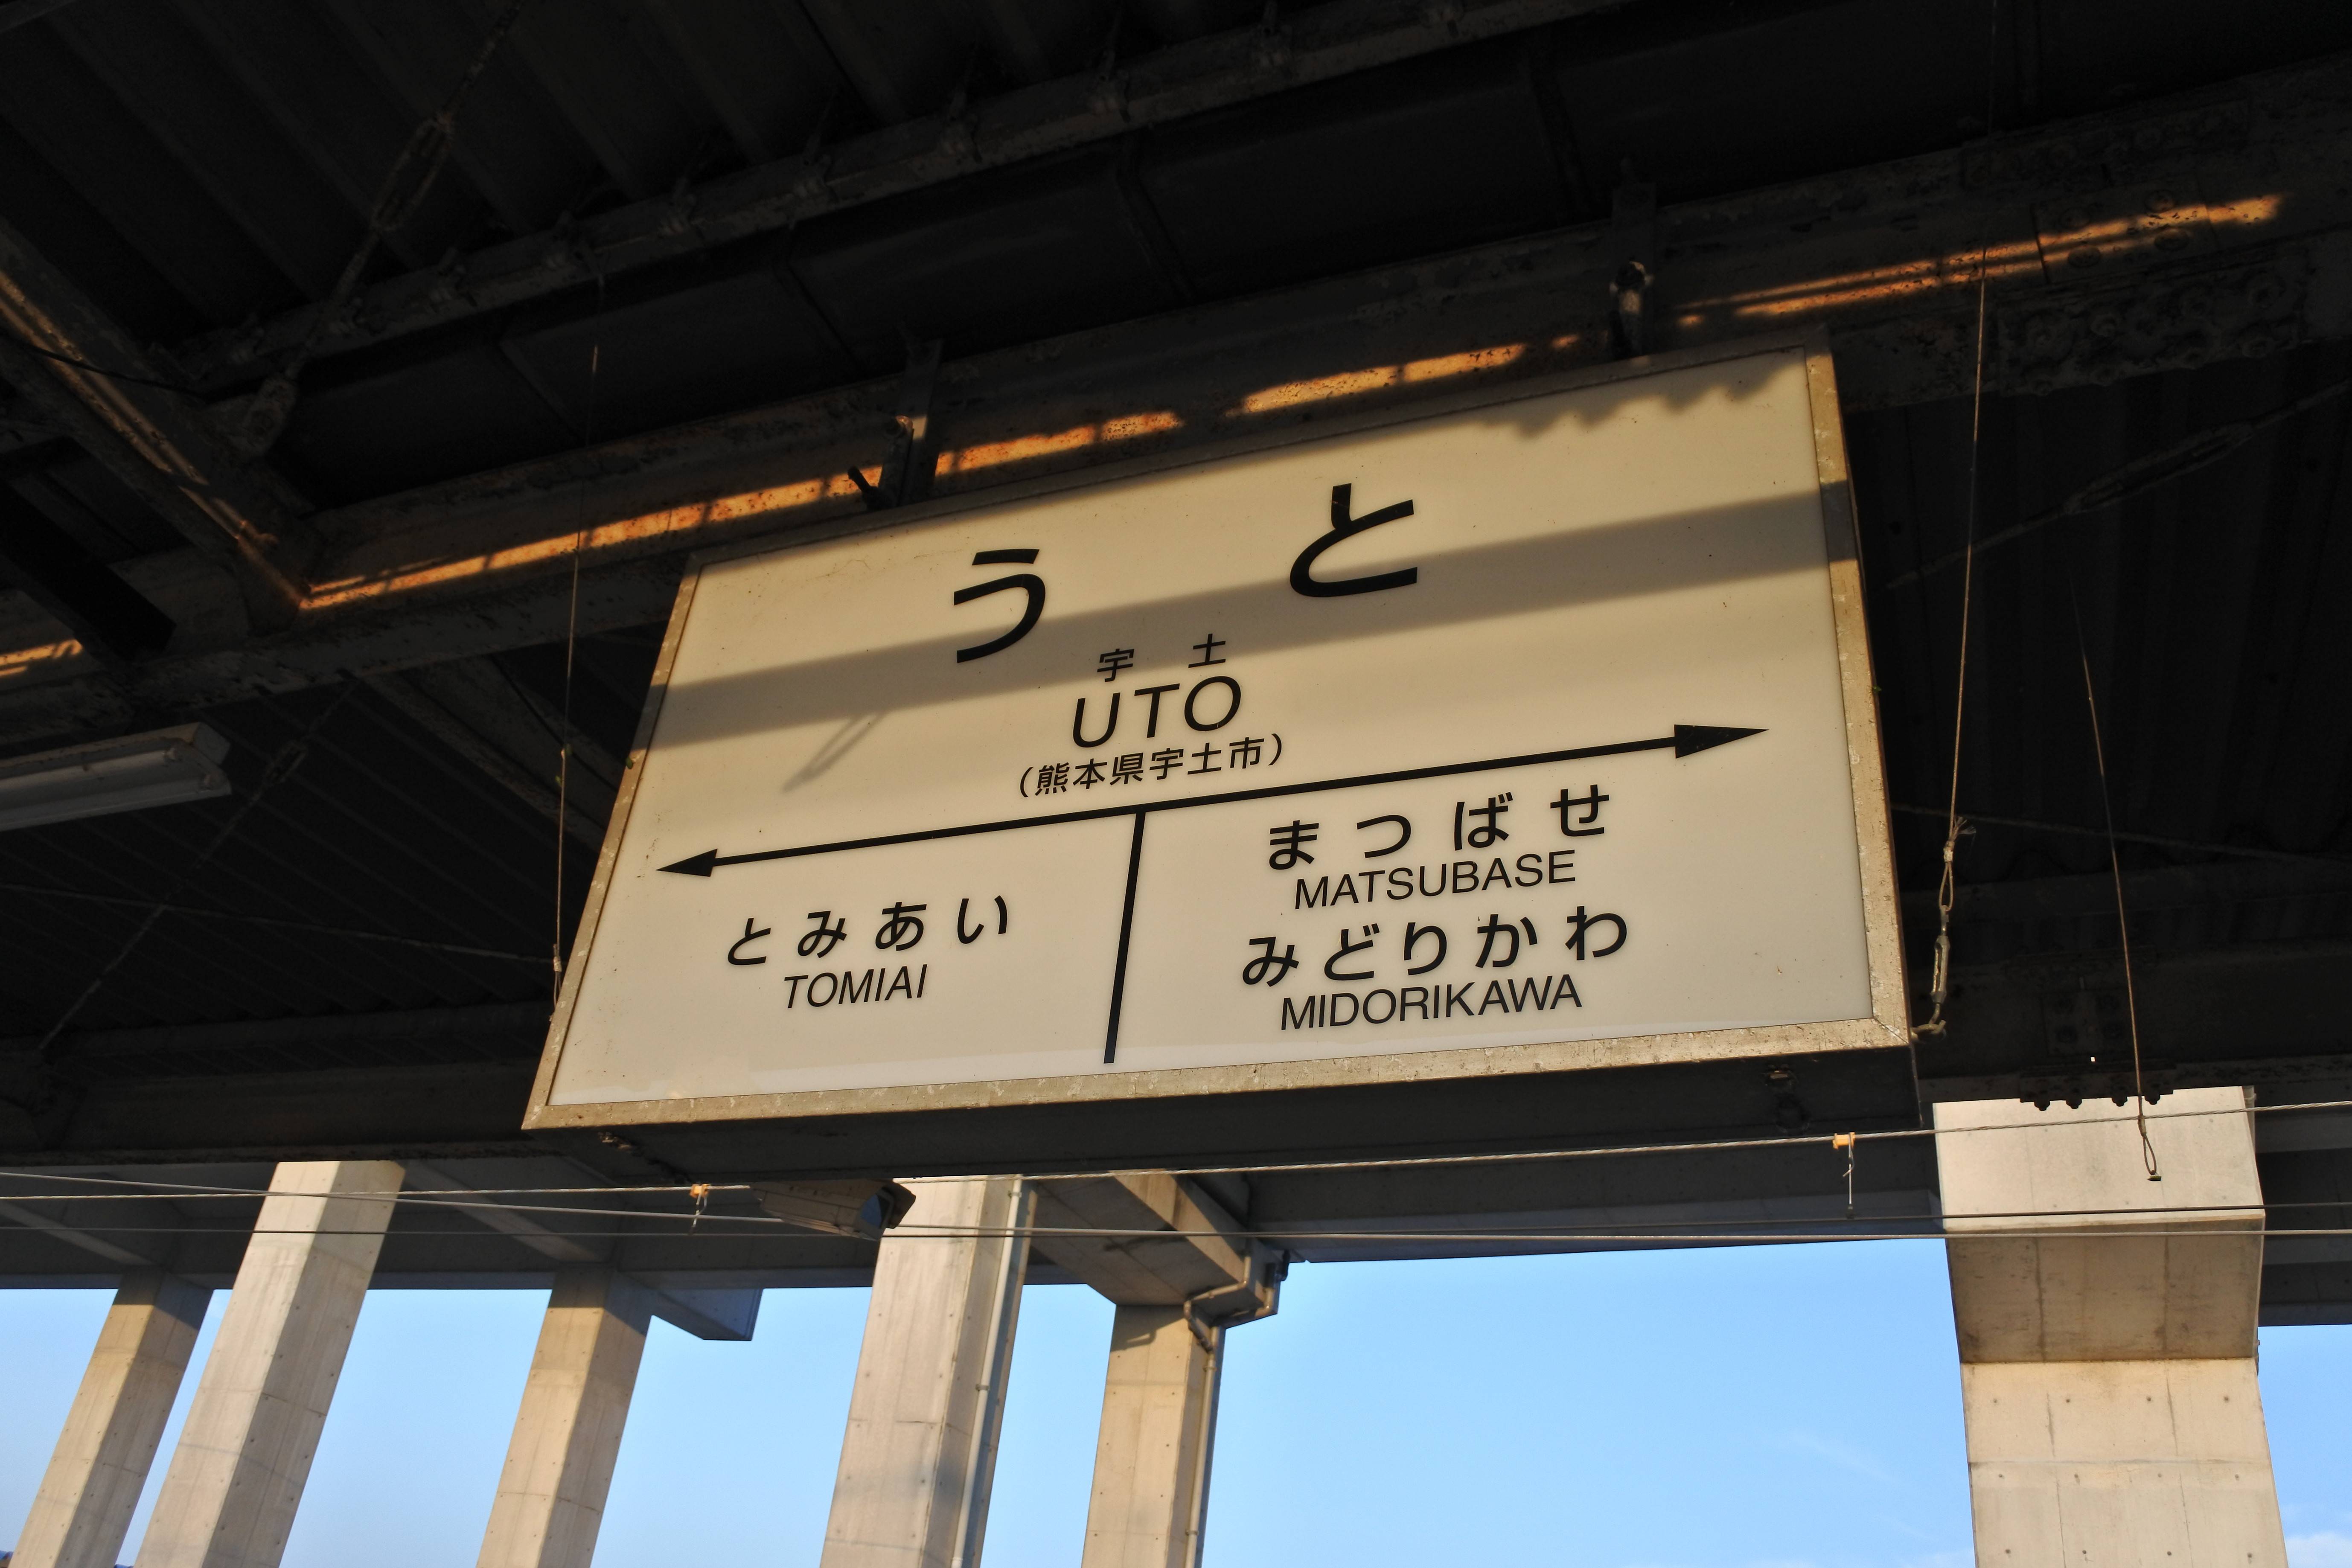 うと
宇土
UTO
(熊本県宇土市)
とみあい
TOMIAI
まつばせ
MATSUBASE
みどりかわ
MIDORIKAWA